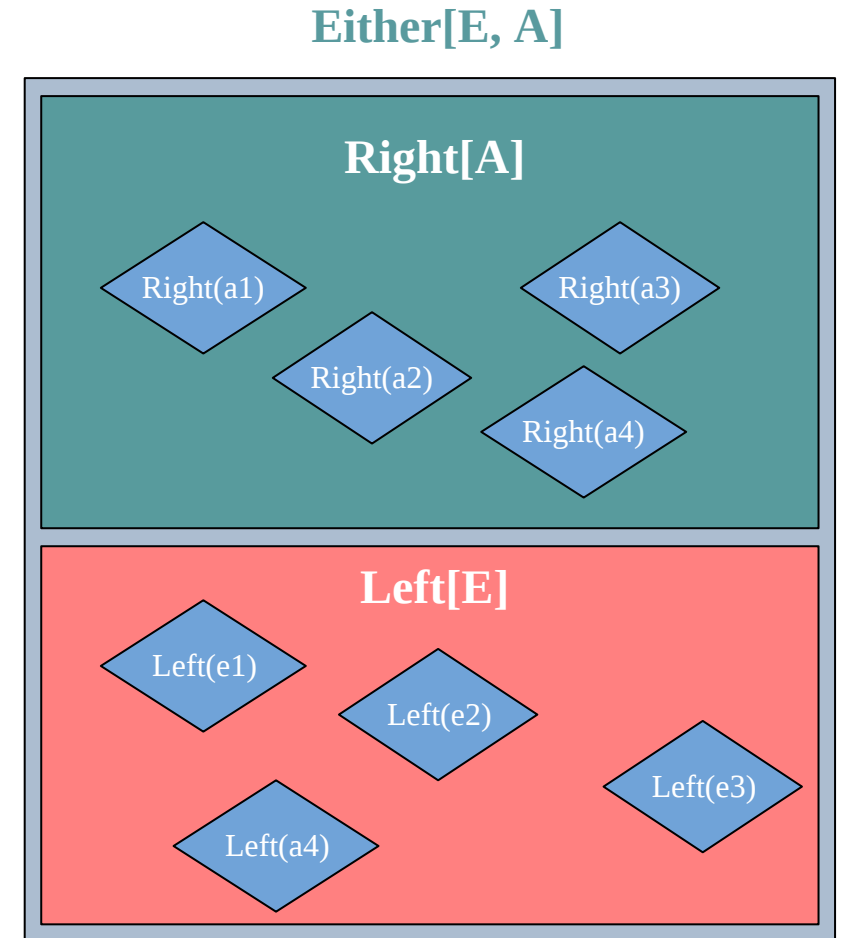 Either[E, A]
Right[A]
Right(a1)
Right(a3)
Right(a2)
Right(a4)
Left[E]
Left(e1)
Left(e2)
Left(e3)
Left(a4)